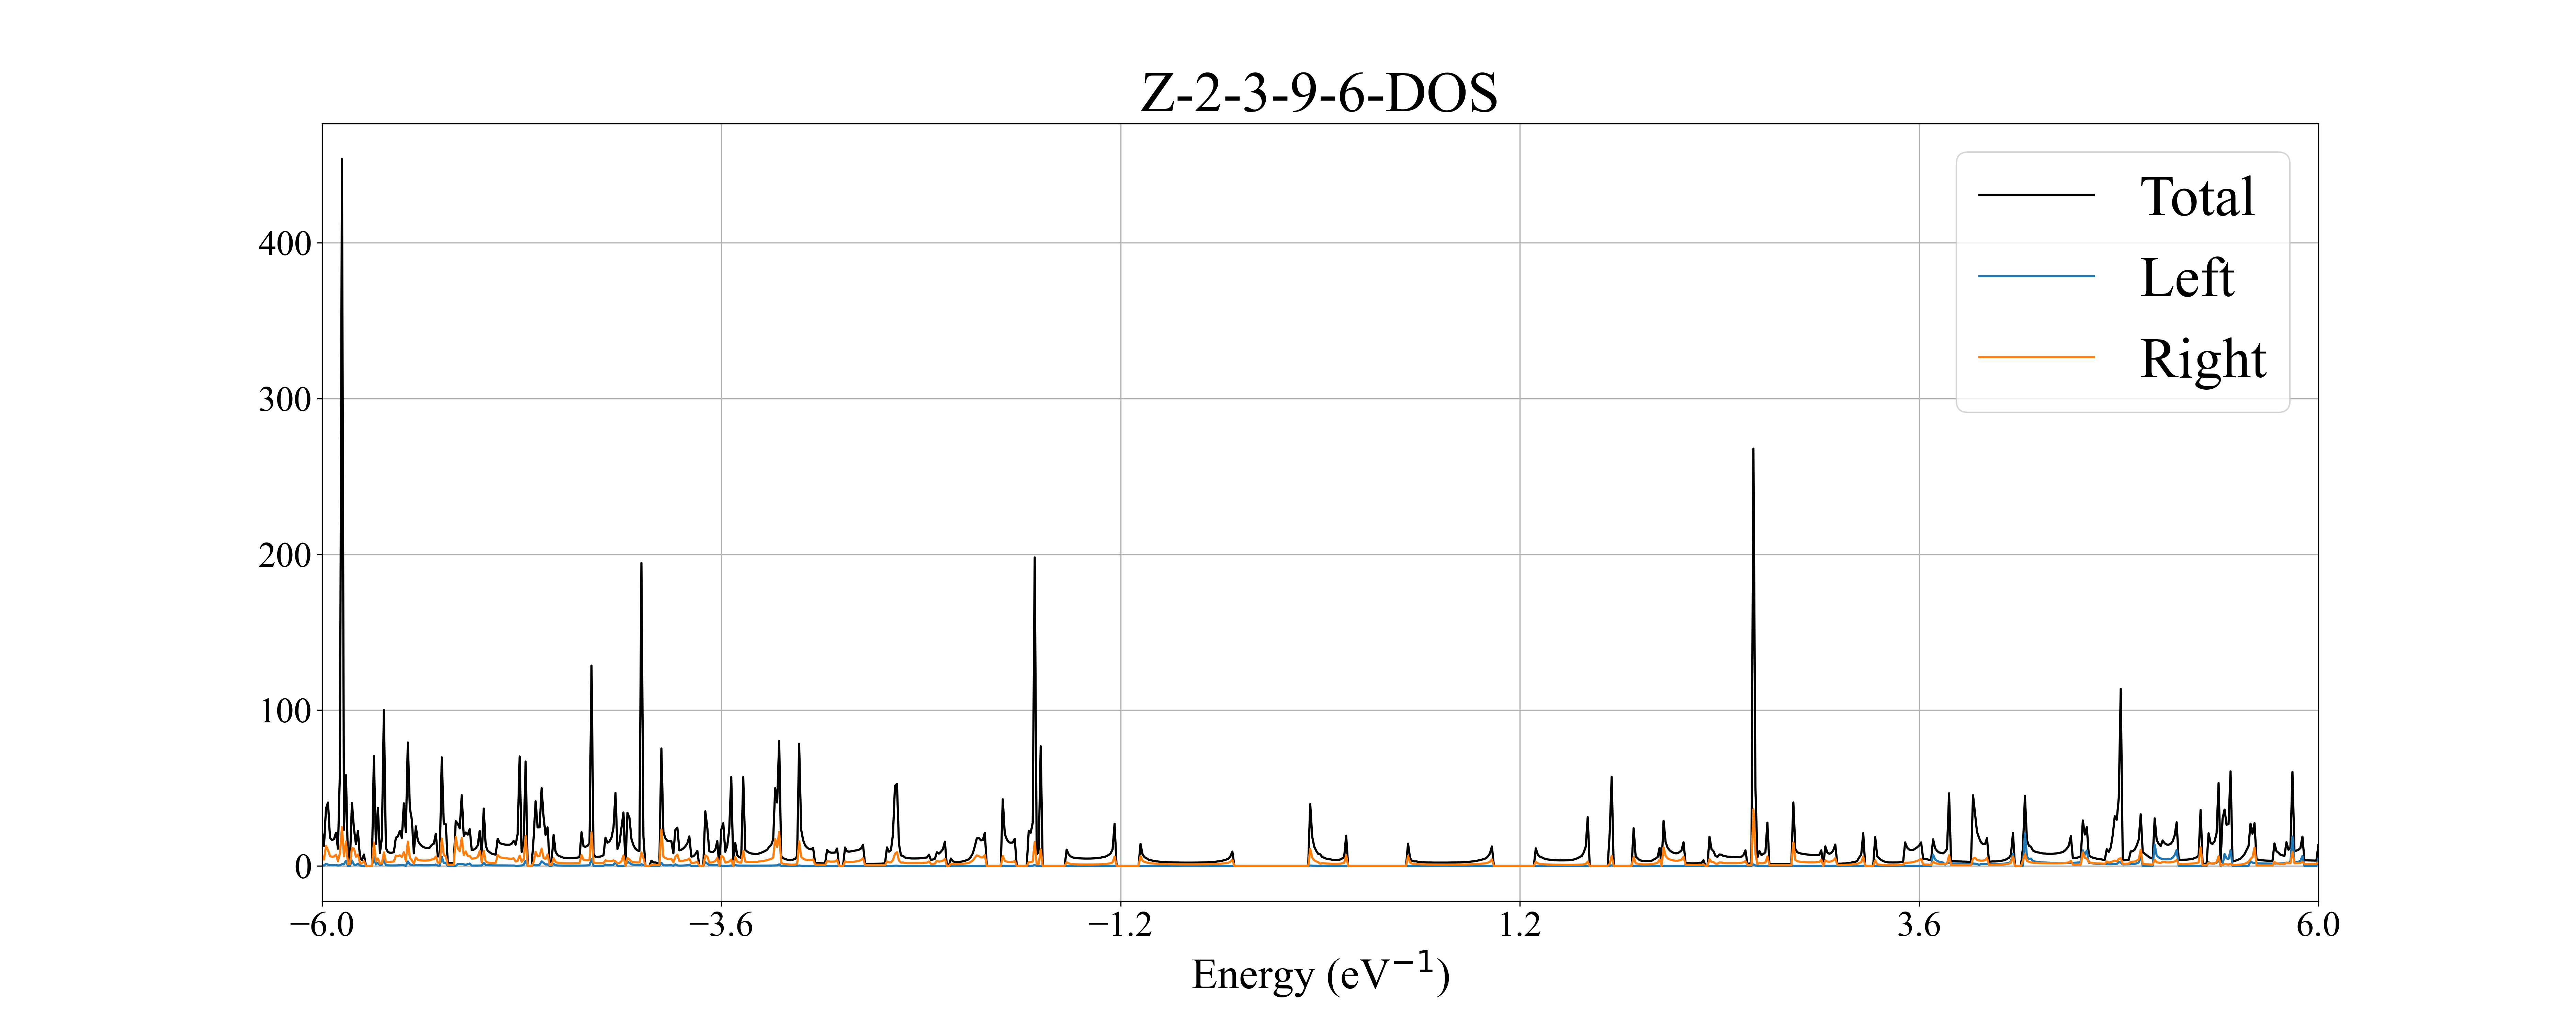 Z-2-3-9-6-DOS
Total
Left
Right
400
300
200
100
0
−6.0 −3.6 −1.2 1.2 3.6 6.0
Energy (eV⁻¹)